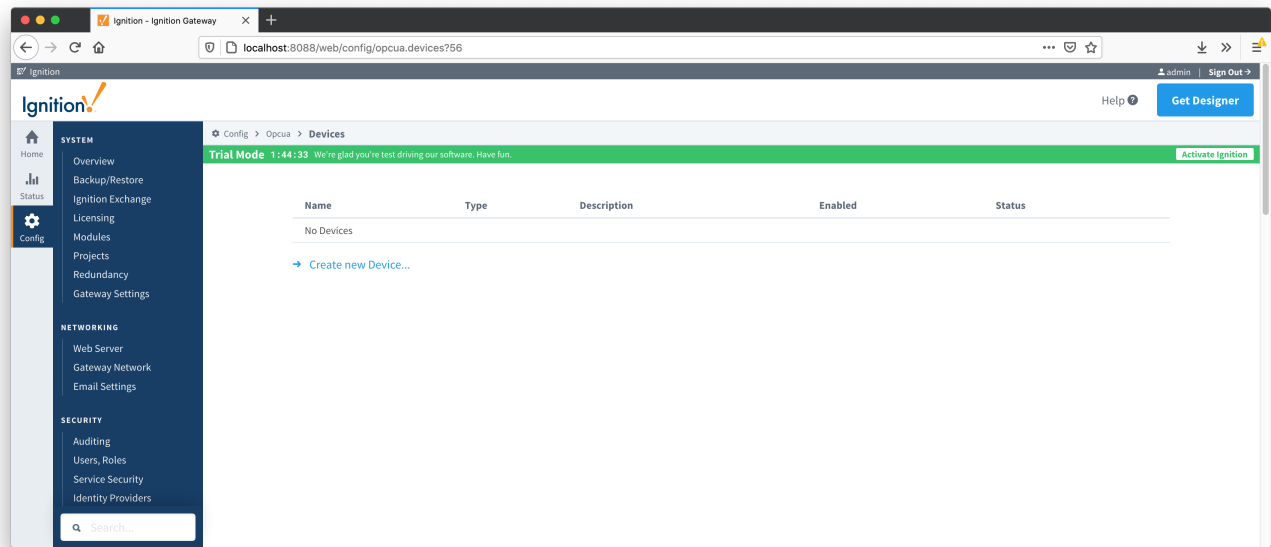 Ignition - Ignition Gateway
localhost:8088/web/config/opcua.devices?56
Ignition
admin | Sign Out
Ignition!
Help
Get Designer
Config > Opcua > Devices
Trial Mode 1:44:33 We're glad you're test driving our software. Have fun.
Activate Ignition
Home
Status
Config
SYSTEM
Overview
Backup/Restore
Ignition Exchange
Licensing
Modules
Projects
Redundancy
Gateway Settings
NETWORKING
Web Server
Gateway Network
Email Settings
SECURITY
Auditing
Users, Roles
Service Security
Identity Providers
Search...
Name Type Description Enabled Status
No Devices
Create new Device...